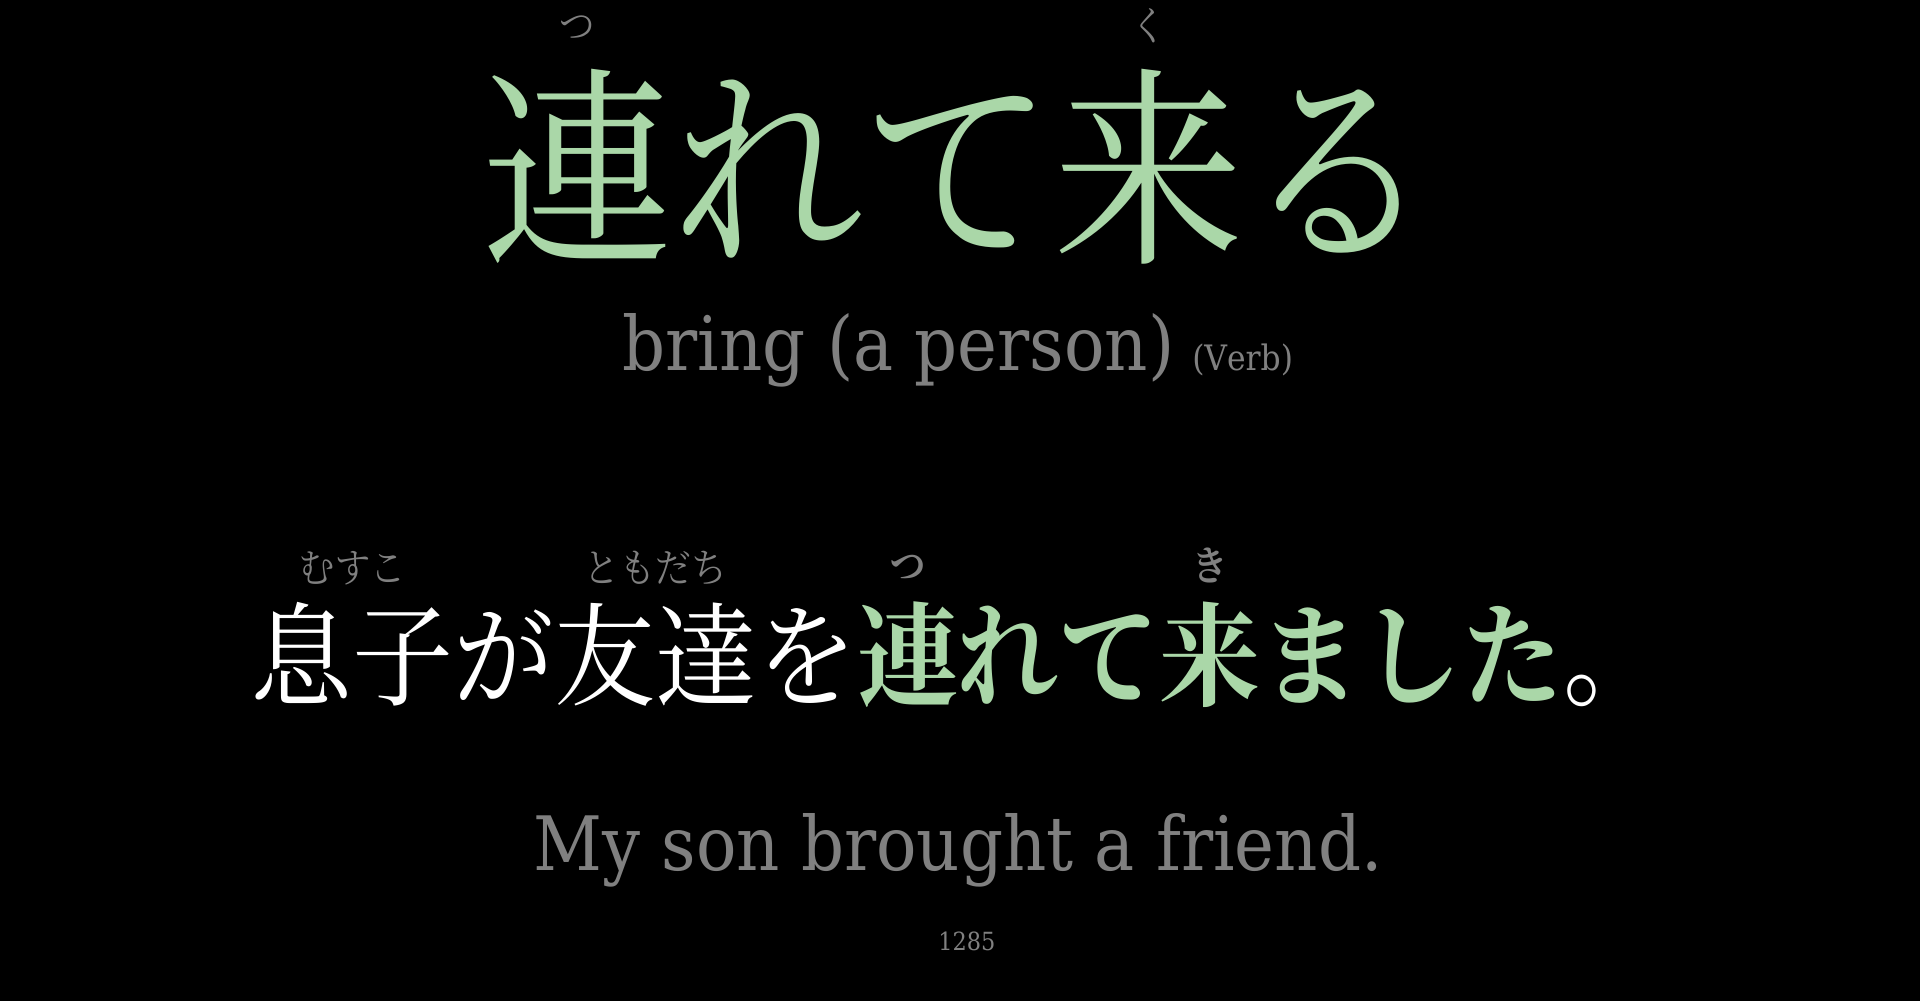 つ く
連れて来る
bring (a person) (Verb)
むすこ ともだち つ き
息子が友達を連れて来ました。
My son brought a friend.
1285